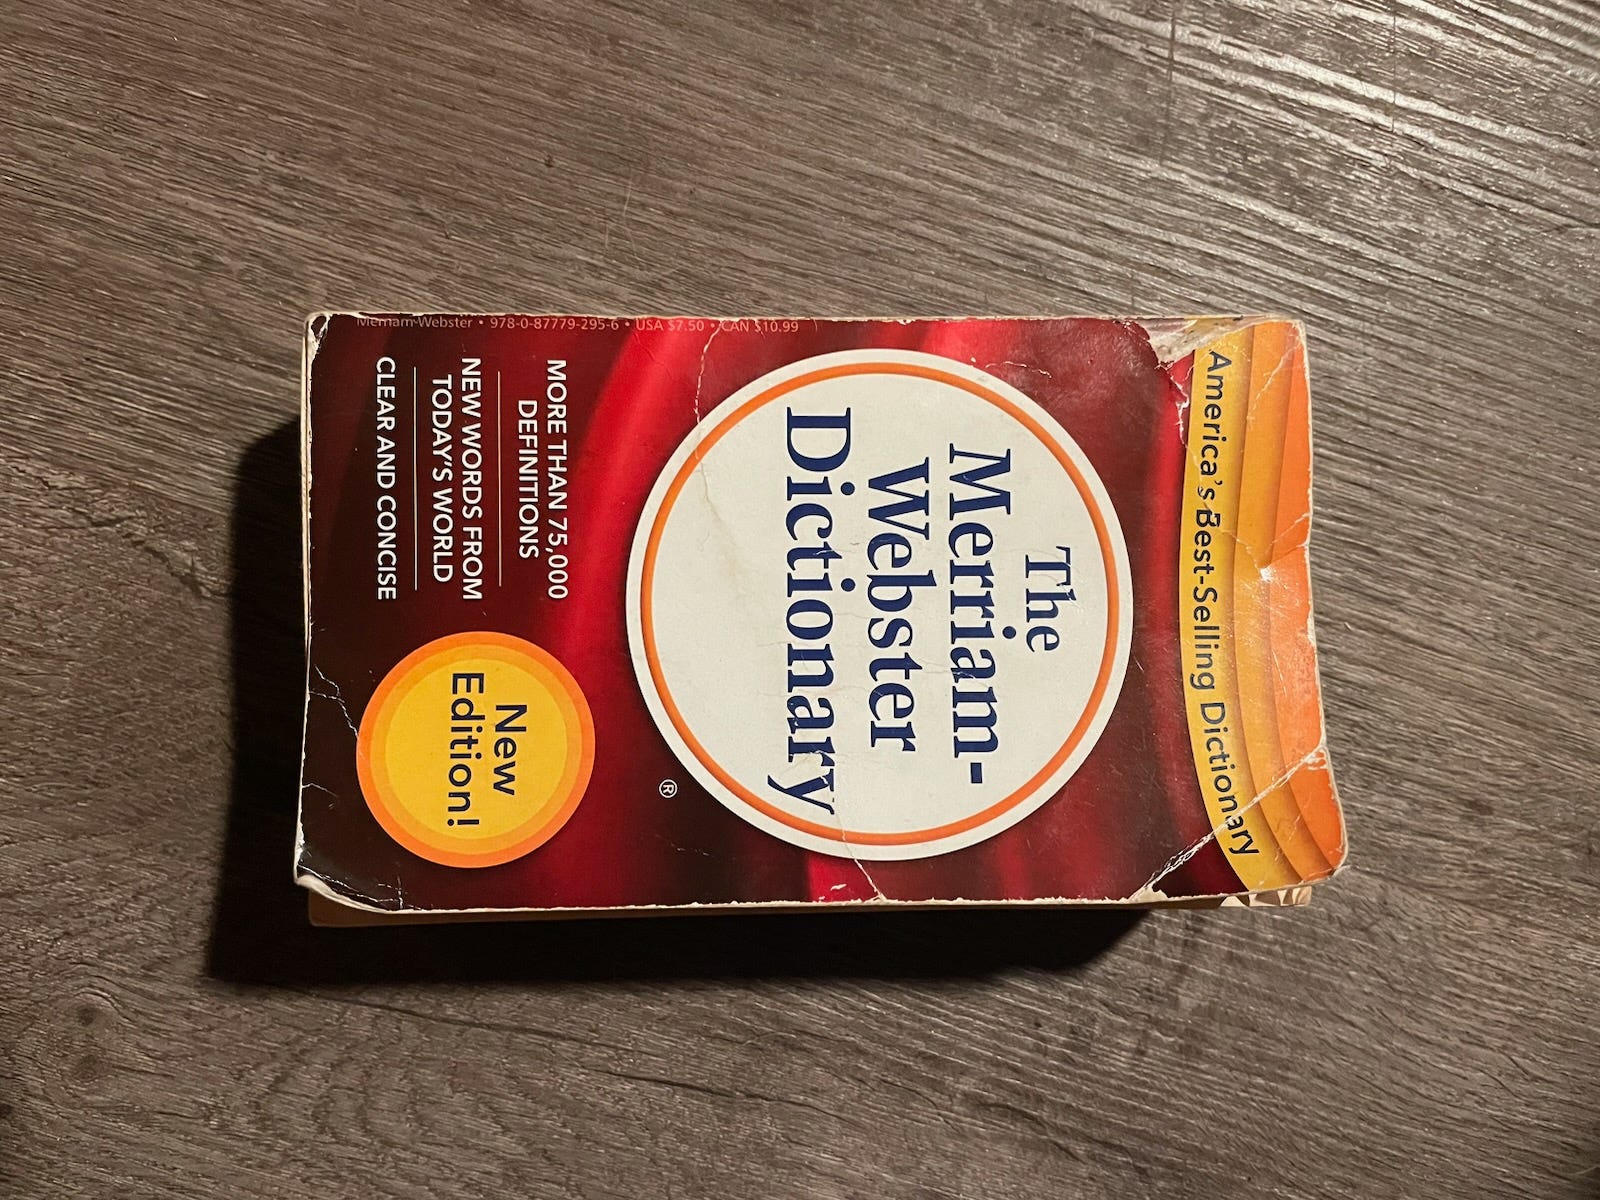 America's Best-Selling Dictionary
The
Merriam-
Webster
Dictionary
®
MORE THAN 75,000
DEFINITIONS
NEW WORDS FROM
TODAY'S WORLD
CLEAR AND CONCISE
New
Edition!
Merriam-Webster • 978-0-87779-295-6 • USA $7.50 • CAN $10.99